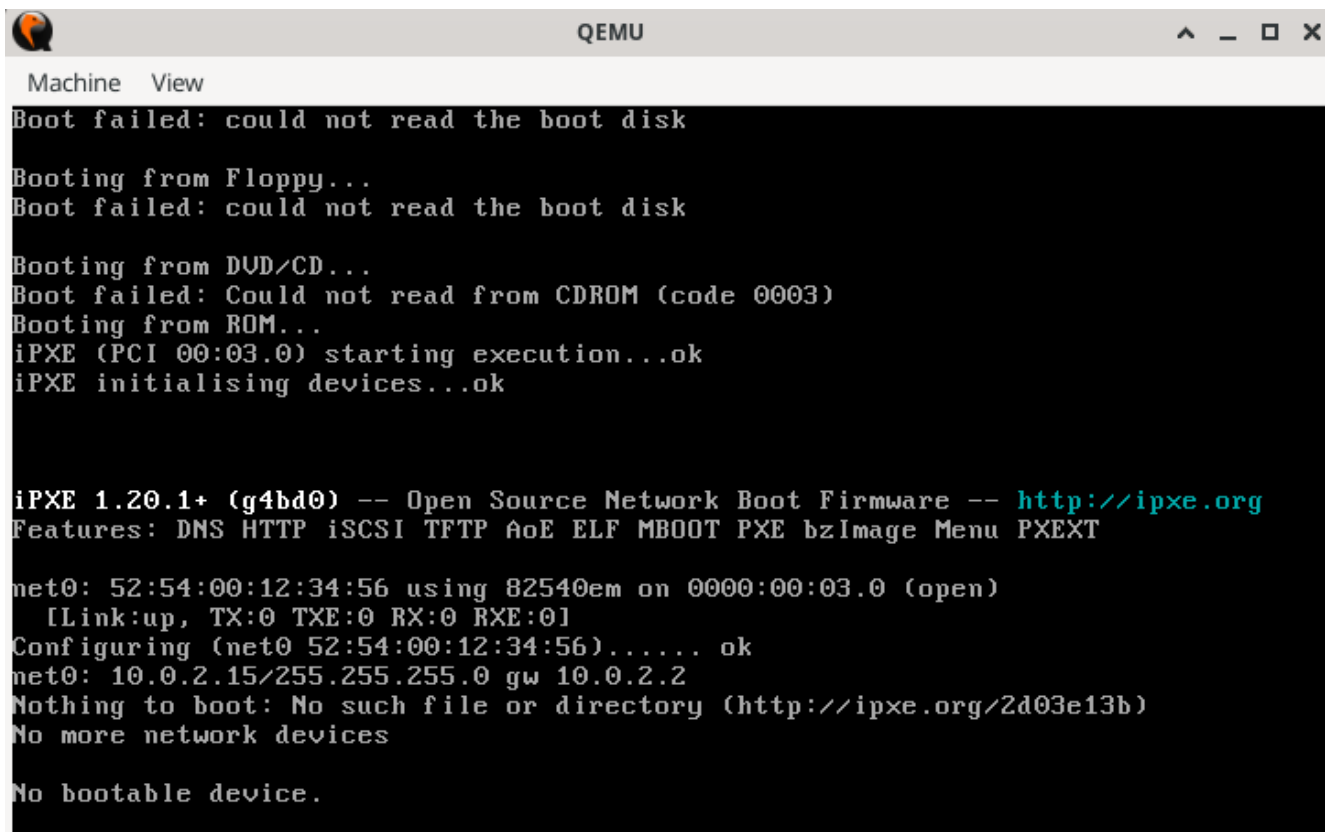 QEMU
Machine View
Boot failed: could not read the boot disk
Booting from Floppy...
Boot failed: could not read the boot disk
Booting from DVD/CD...
Boot failed: Could not read from CDROM (code 0003)
Booting from ROM...
iPXE (PCI 00:03.0) starting execution...ok
iPXE initialising devices...ok
iPXE 1.20.1+ (g4bd0) -- Open Source Network Boot Firmware -- http://ipxe.org
Features: DNS HTTP iSCSI TFTP AoE ELF MBOOT PXE bzImage Menu PXEXT
net0: 52:54:00:12:34:56 using 82540em on 0000:00:03.0 (open)
[Link:up, TX:0 TXE:0 RX:0 RXE:0]
Configuring (net0 52:54:00:12:34:56)...... ok
net0: 10.0.2.15/255.255.255.0 gw 10.0.2.2
Nothing to boot: No such file or directory (http://ipxe.org/2d03e13b)
No more network devices
No bootable device.